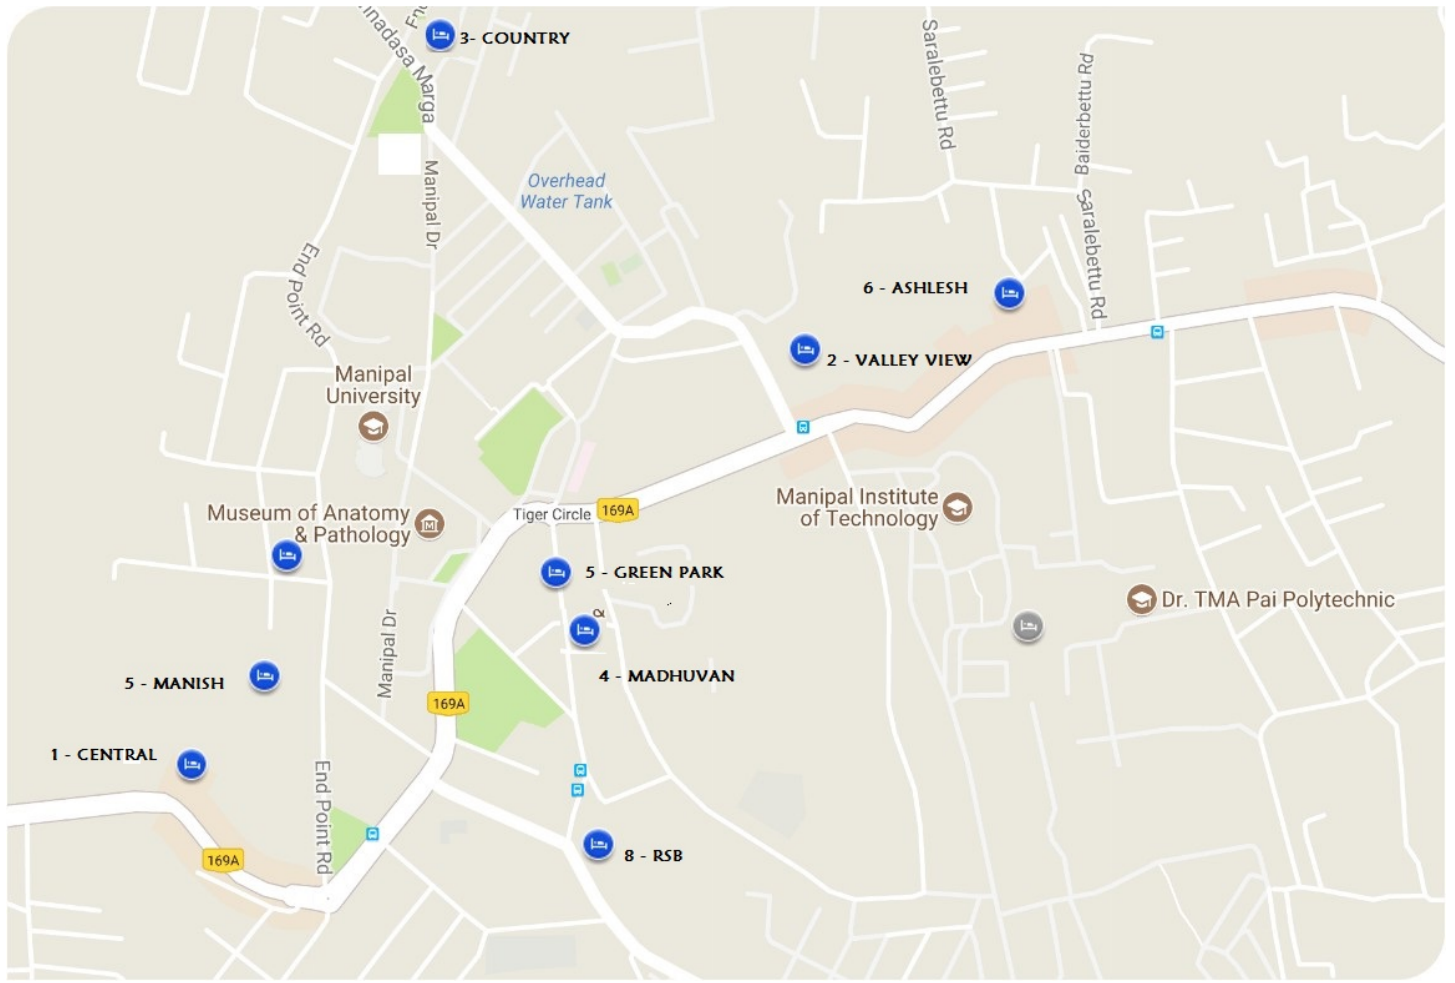 Fno
inadasa Marga
3- COUNTRY
Saralebettu Rd
Baiderbettu Rd
Manipal Dr
Overhead
Water Tank
Saralebettu Rd
End Point Rd
6 - ASHLESH
2 - VALLEY VIEW
Manipal
University
Manipal Institute
of Technology
Museum of Anatomy
& Pathology
Tiger Circle
169A
5 - GREEN PARK
Dr. TMA Pai Polytechnic
Manipal Dr
4 - MADHUVAN
5 - MANISH
169A
1 - CENTRAL
End Point Rd
169A
8 - RSB